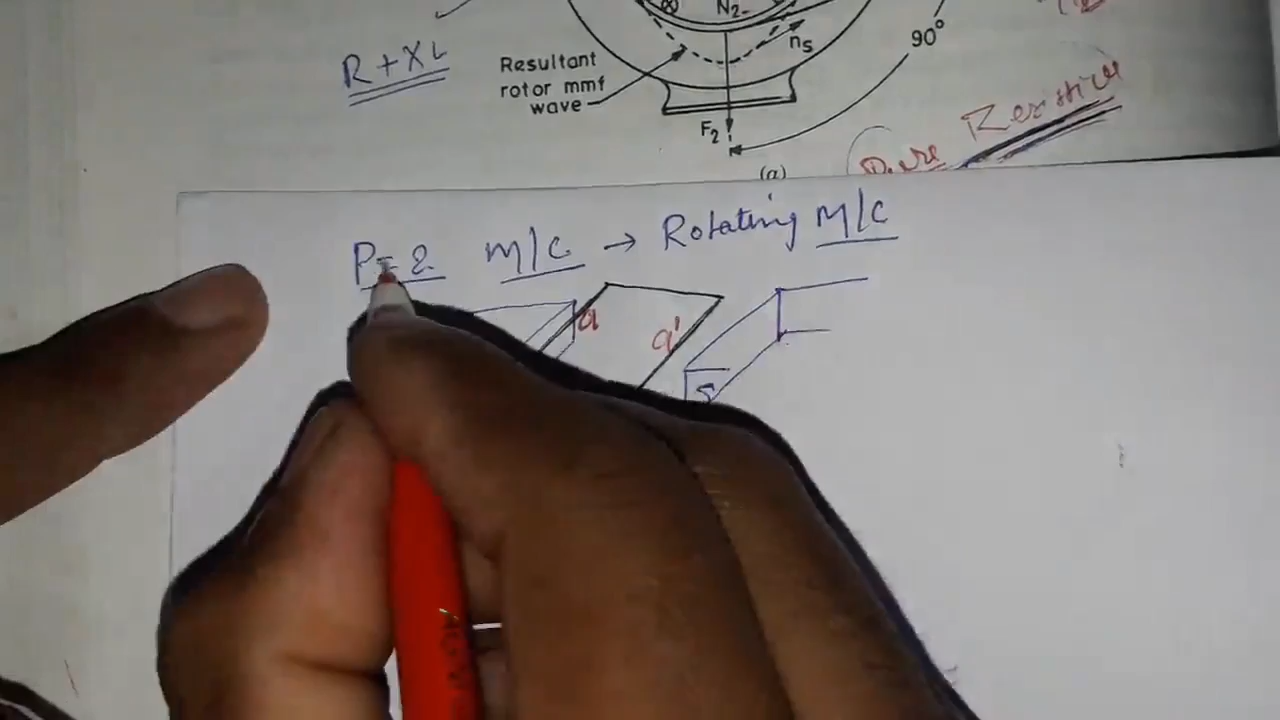 N2
R + XL
Resultant
rotor mmf
wave
ns
90°
F2
(a)
Pure Resistive
P = 2 M/C → Rotating M/C
a a'
S